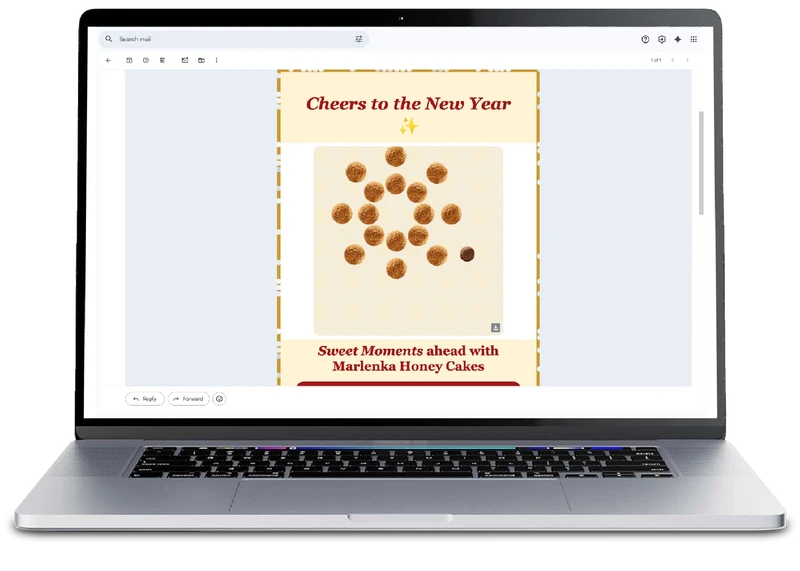 Search mail
1 of 1
Cheers to the New Year
✨
Sweet Moments ahead with
Marlenka Honey Cakes
Reply
Forward